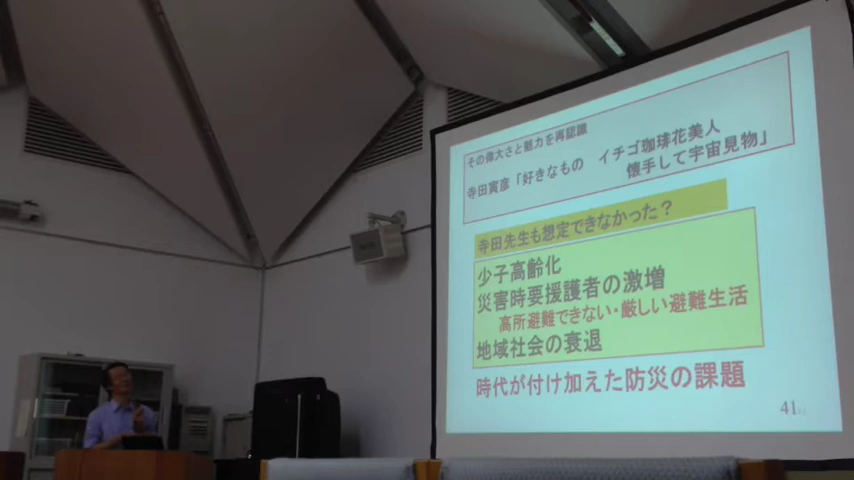 その偉大さと魅力を再認識
寺田寅彦「好きなもの イチゴ珈琲花美人
懐手して宇宙見物」
寺田先生も想定できなかった？
少子高齢化
災害時要援護者の激増
高所避難できない・厳しい避難生活
地域社会の衰退
時代が付け加えた防災の課題
41